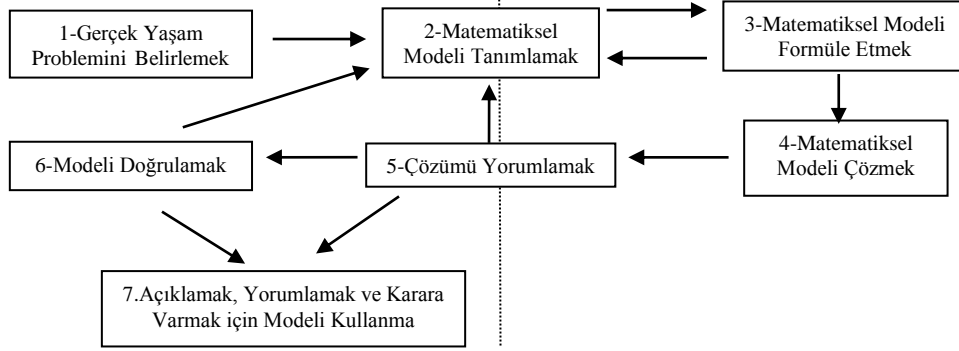 1-Gerçek Yaşam
Problemini Belirlemek
2-Matematiksel
Modeli Tanımlamak
3-Matematiksel Modeli
Formüle Etmek
4-Matematiksel
Modeli Çözmek
5-Çözümü Yorumlamak
6-Modeli Doğrulamak
7.Açıklamak, Yorumlamak ve Karara
Varmak için Modeli Kullanma